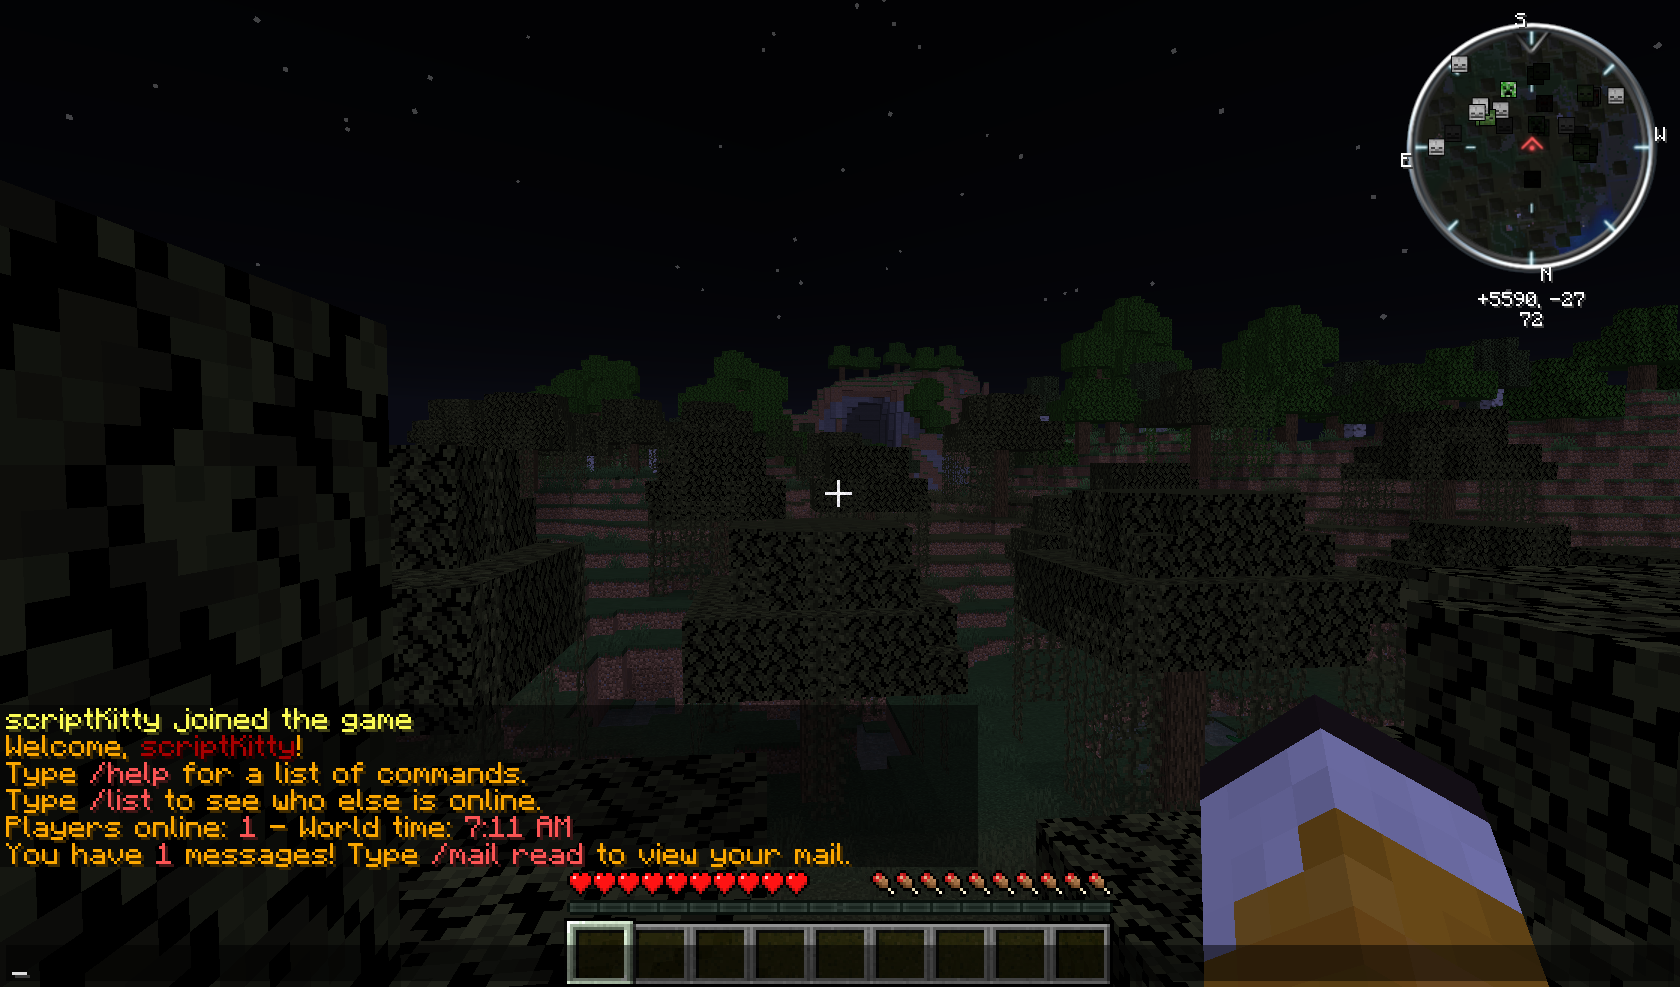 S
W
E
N
+5590, -27
72
scriptKitty joined the game
Welcome, scriptKitty!
Type /help for a list of commands.
Type /list to see who else is online.
Players online: 1 - World time: 7:11 AM
You have 1 messages! Type /mail read to view your mail.
_